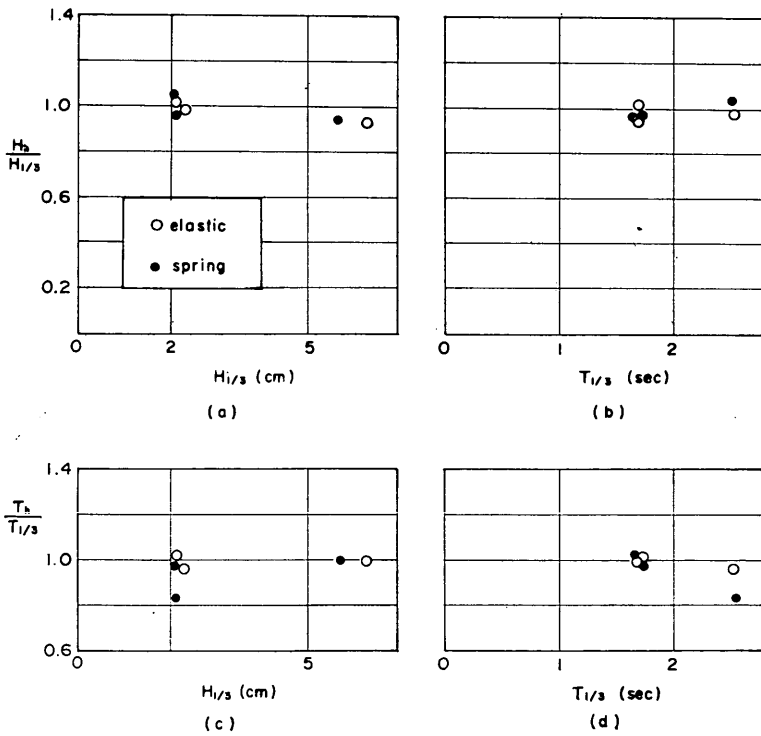 1.4
1.0
0.6
0.2
Hh
H1/3
elastic
spring
0 2 5
H1/3 (cm)
(a)
0 1 2
T1/3 (sec)
(b)
1.4
1.0
0.6
Th
T1/3
0 2 5
H1/3 (cm)
(c)
0 1 2
T1/3 (sec)
(d)